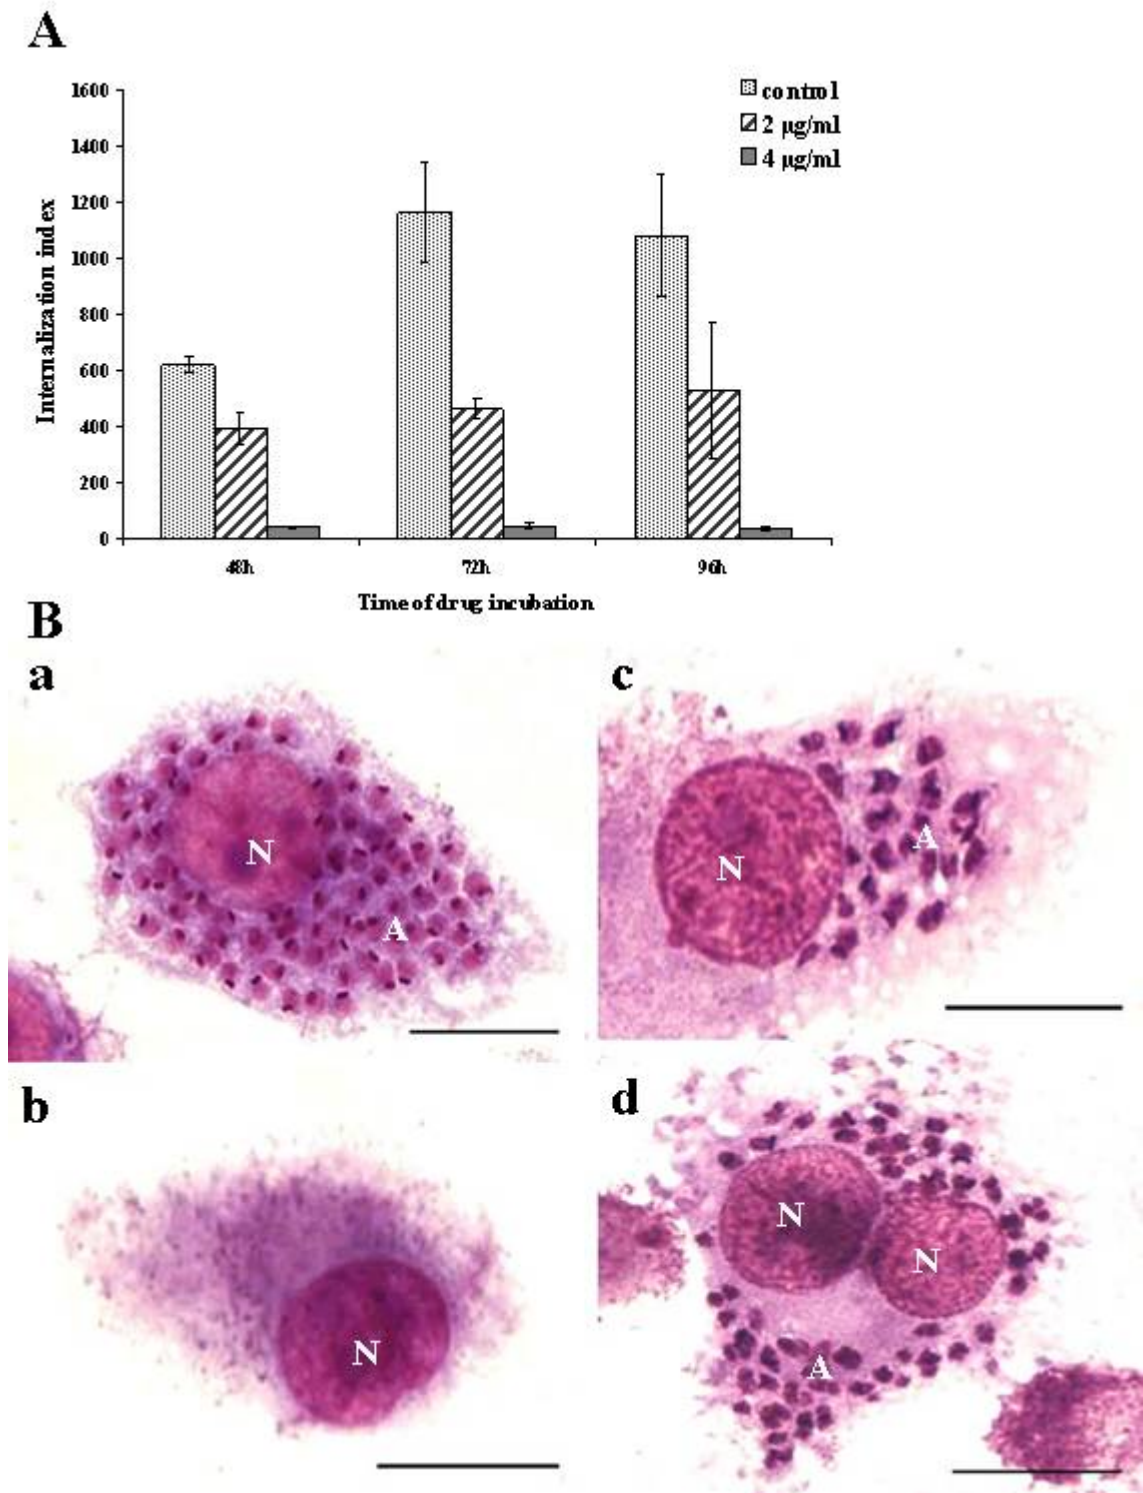 A
1600
1400
1200
1000
800
600
400
200
0
Internalization index
control
2 µg/ml
4 µg/ml
48h
72h
96h
Time of drug incubation
B
a
N
A
c
N
A
b
N
d
N
N
A